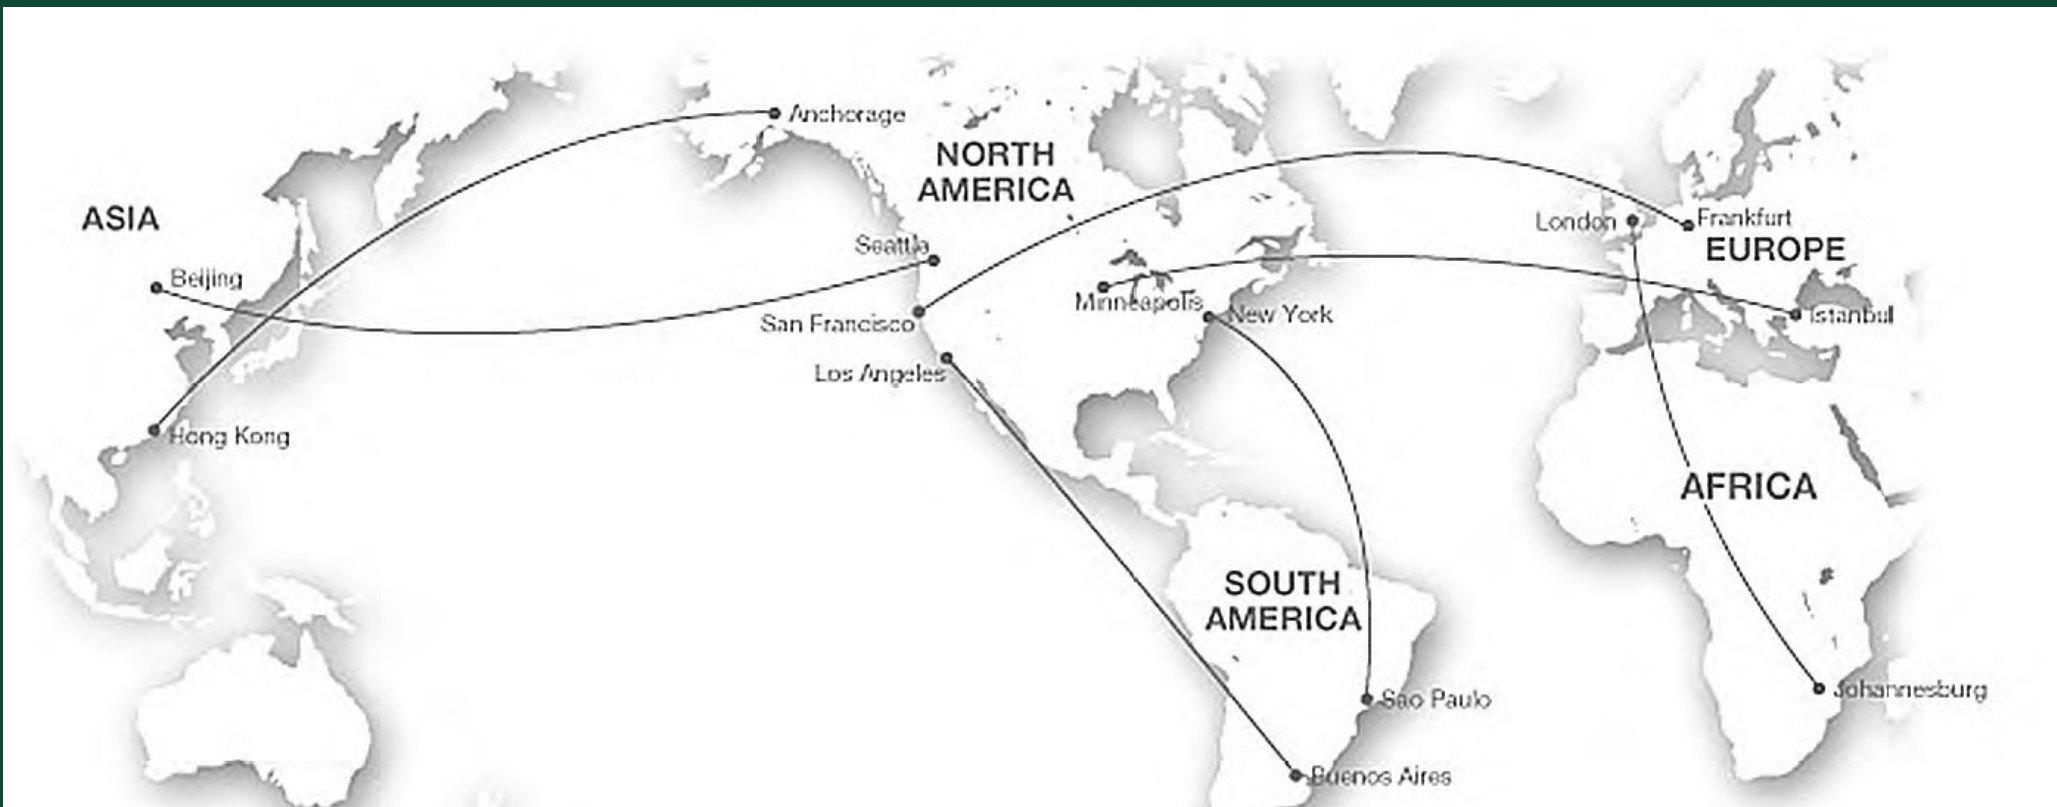 Anchorage
NORTH
AMERICA
ASIA
London
Frankfurt
EUROPE
Seattle
Beijing
Minneapolis
New York
Istanbul
San Francisco
Los Angeles
Hong Kong
AFRICA
SOUTH
AMERICA
Sao Paulo
Johannesburg
Buenos Aires